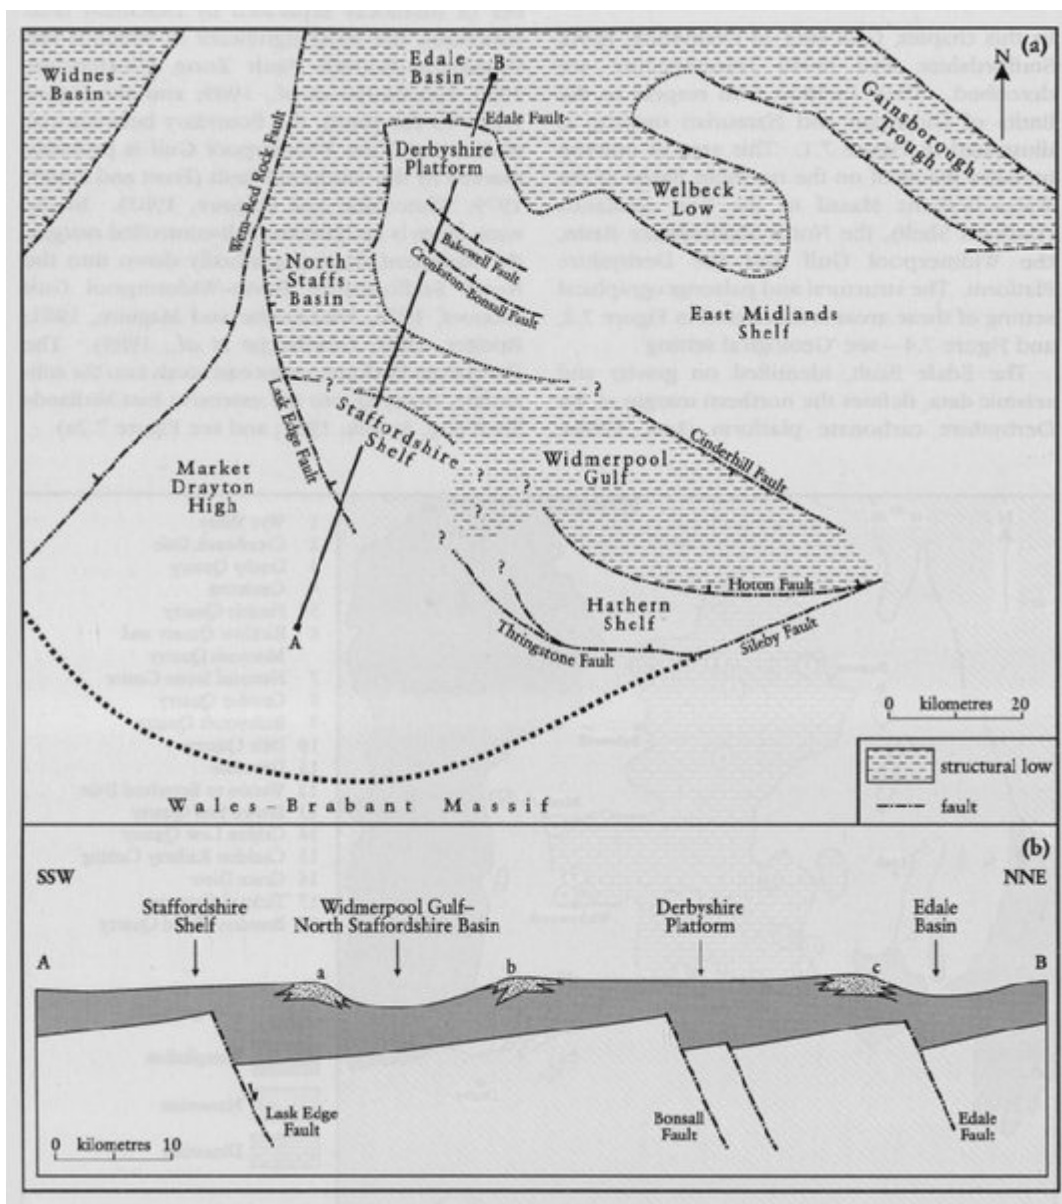 (a)
N
Widnes
Basin
Edale
Basin
B
Edale Fault
Derbyshire
Platform
Gainsborough
Trough
Wem–Red Rock Fault
Welbeck
Low
North
Staffs
Basin
Bakewell Fault
Cronkston–Bonsall Fault
East Midlands
Shelf
?
?
Lask Edge Fault
Staffordshire
Shelf
Market
Drayton
High
Widmerpool
Gulf
Cinderhill Fault
?
?
?
?
?
Hoton Fault
Hathern
Shelf
Thringstone Fault
Sileby Fault
A
0 kilometres 20
structural low
fault
Wales–Brabant Massif
(b)
SSW
NNE
Staffordshire
Shelf
Widmerpool Gulf–
North Staffordshire Basin
Derbyshire
Platform
Edale
Basin
A
B
a
b
c
Lask Edge
Fault
Bonsall
Fault
Edale
Fault
0 kilometres 10